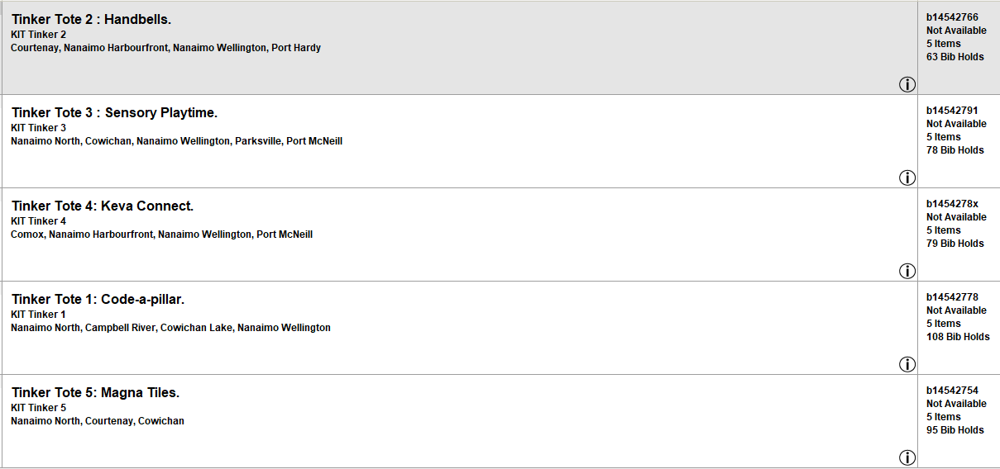 Tinker Tote 2 : Handbells.
KIT Tinker 2
Courtenay, Nanaimo Harbourfront, Nanaimo Wellington, Port Hardy
b14542766
Not Available
5 Items
63 Bib Holds
Tinker Tote 3 : Sensory Playtime.
KIT Tinker 3
Nanaimo North, Cowichan, Nanaimo Wellington, Parksville, Port McNeill
b14542791
Not Available
5 Items
78 Bib Holds
Tinker Tote 4: Keva Connect.
KIT Tinker 4
Comox, Nanaimo Harbourfront, Nanaimo Wellington, Port McNeill
b1454278x
Not Available
5 Items
79 Bib Holds
Tinker Tote 1: Code-a-pillar.
KIT Tinker 1
Nanaimo North, Campbell River, Cowichan Lake, Nanaimo Wellington
b14542778
Not Available
5 Items
108 Bib Holds
Tinker Tote 5: Magna Tiles.
KIT Tinker 5
Nanaimo North, Courtenay, Cowichan
b14542754
Not Available
5 Items
95 Bib Holds